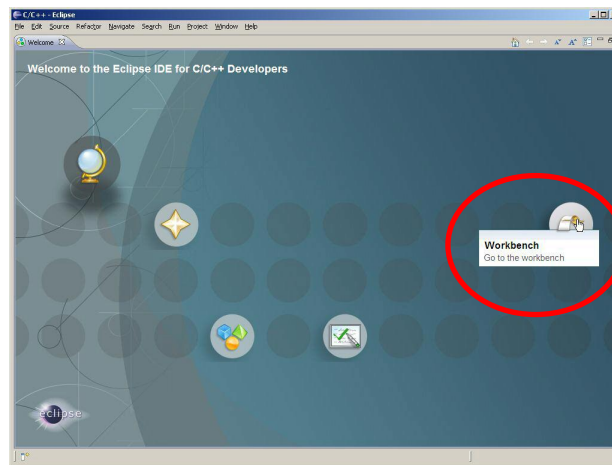 C/C++ - Eclipse
File Edit Source Refactor Navigate Search Run Project Window Help
Welcome
Welcome to the Eclipse IDE for C/C++ Developers
Workbench
Go to the workbench
eclipse